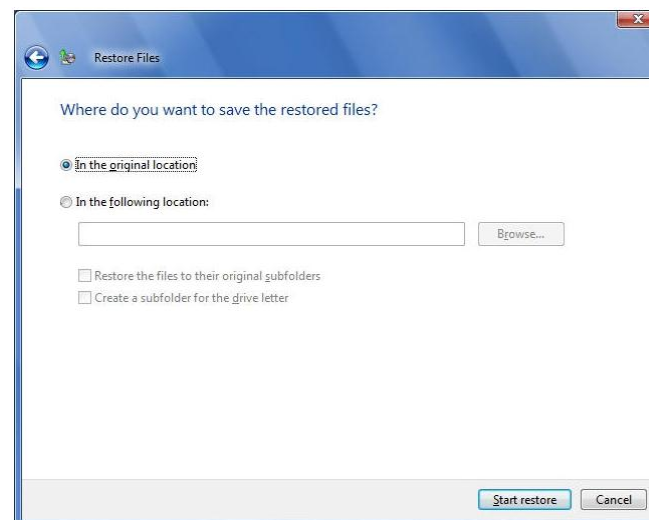 Restore Files
Where do you want to save the restored files?
In the original location
In the following location:
Browse...
Restore the files to their original subfolders
Create a subfolder for the drive letter
Start restore Cancel